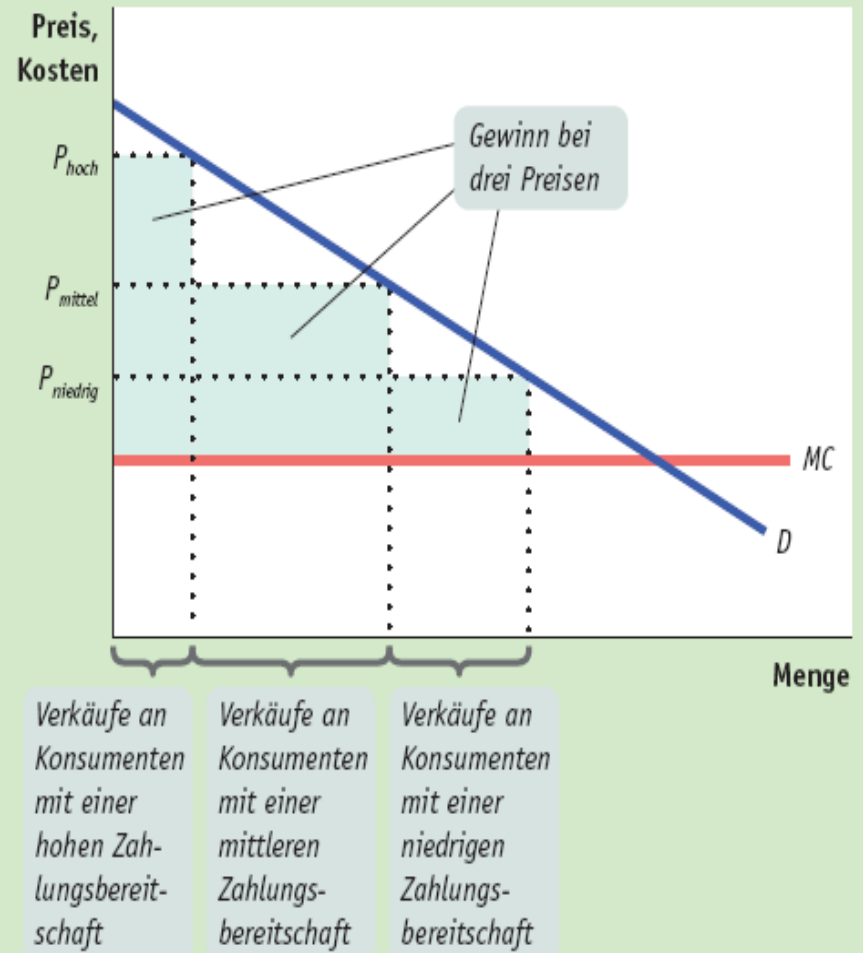 Preis,
Kosten
Gewinn bei
drei Preisen
P hoch
P mittel
P niedrig
MC
D
Menge
Verkäufe an
Konsumenten
mit einer
hohen Zah-
lungsbereit-
schaft
Verkäufe an
Konsumenten
mit einer
mittleren
Zahlungs-
bereitschaft
Verkäufe an
Konsumenten
mit einer
niedrigen
Zahlungs-
bereitschaft